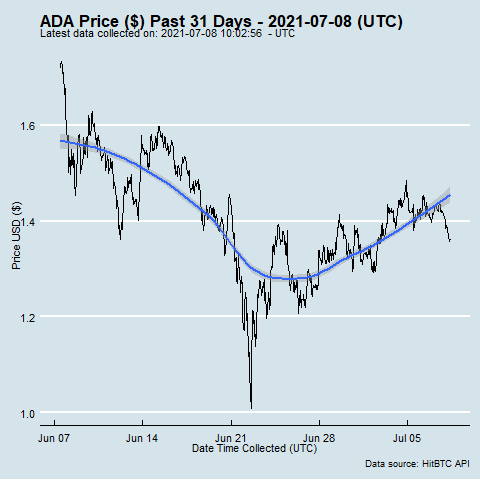 ADA Price ($) Past 31 Days - 2021-07-08 (UTC)
Latest data collected on: 2021-07-08 10:02:56 - UTC
1.6
1.4
1.2
1.0
Price USD ($)
Jun 07 Jun 14 Jun 21 Jun 28 Jul 05
Date Time Collected (UTC)
Data source: HitBTC API